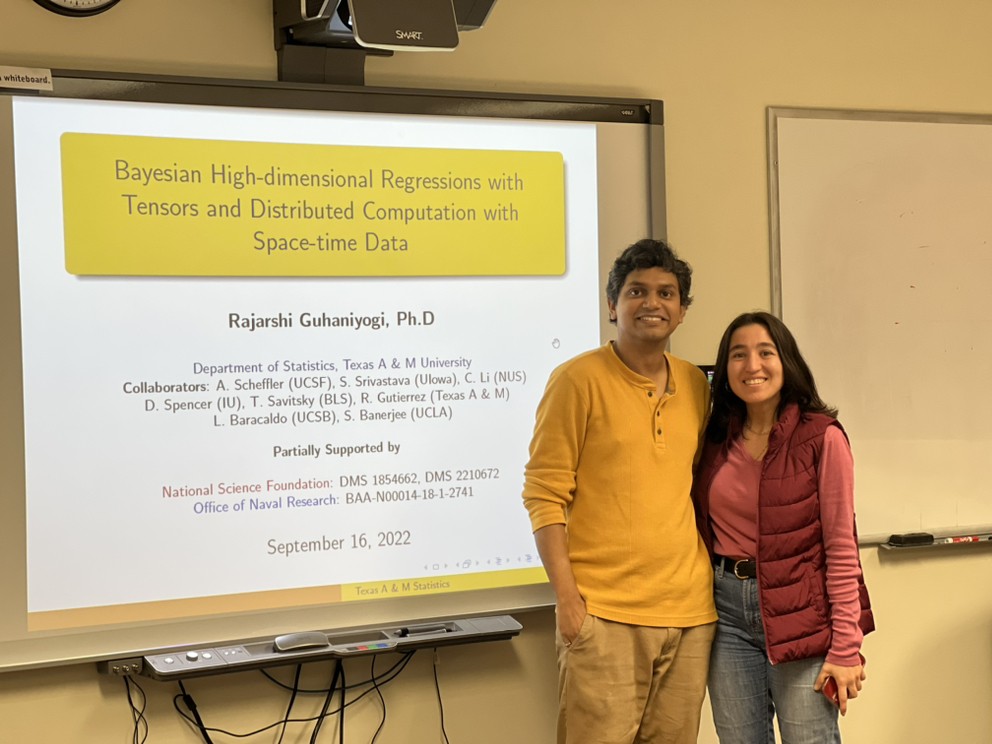 SMART
whiteboard.
Bayesian High-dimensional Regressions with
Tensors and Distributed Computation with
Space-time Data
Rajarshi Guhaniyogi, Ph.D
Department of Statistics, Texas A & M University
Collaborators: A. Scheffler (UCSF), S. Srivastava (UIowa), C. Li (NUS)
D. Spencer (IU), T. Savitsky (BLS), R. Gutierrez (Texas A & M)
L. Baracaldo (UCSB), S. Banerjee (UCLA)
Partially Supported by
National Science Foundation: DMS 1854662, DMS 2210672
Office of Naval Research: BAA-N00014-18-1-2741
September 16, 2022
Texas A & M Statistics